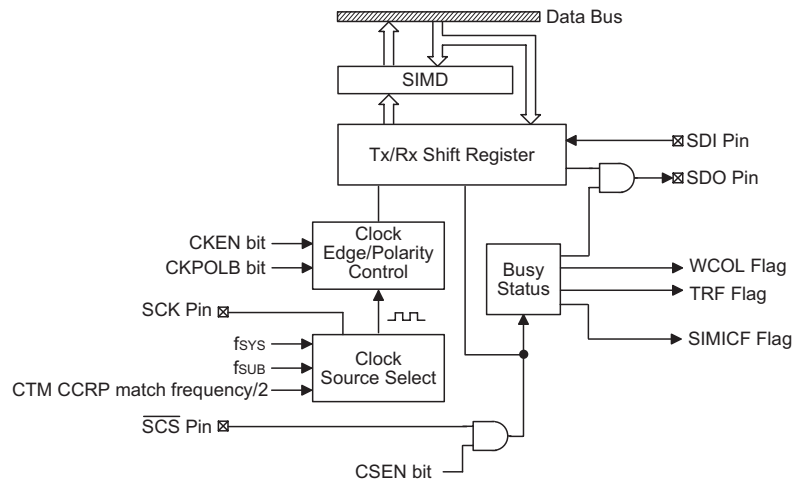 Data Bus
SIMD
Tx/Rx Shift Register
SDI Pin
SDO Pin
CKEN bit
CKPOLB bit
Clock
Edge/Polarity
Control
Busy
Status
WCOL Flag
TRF Flag
SIMICF Flag
SCK Pin
fSYS
fSUB
CTM CCRP match frequency/2
Clock
Source Select
SCS Pin
CSEN bit